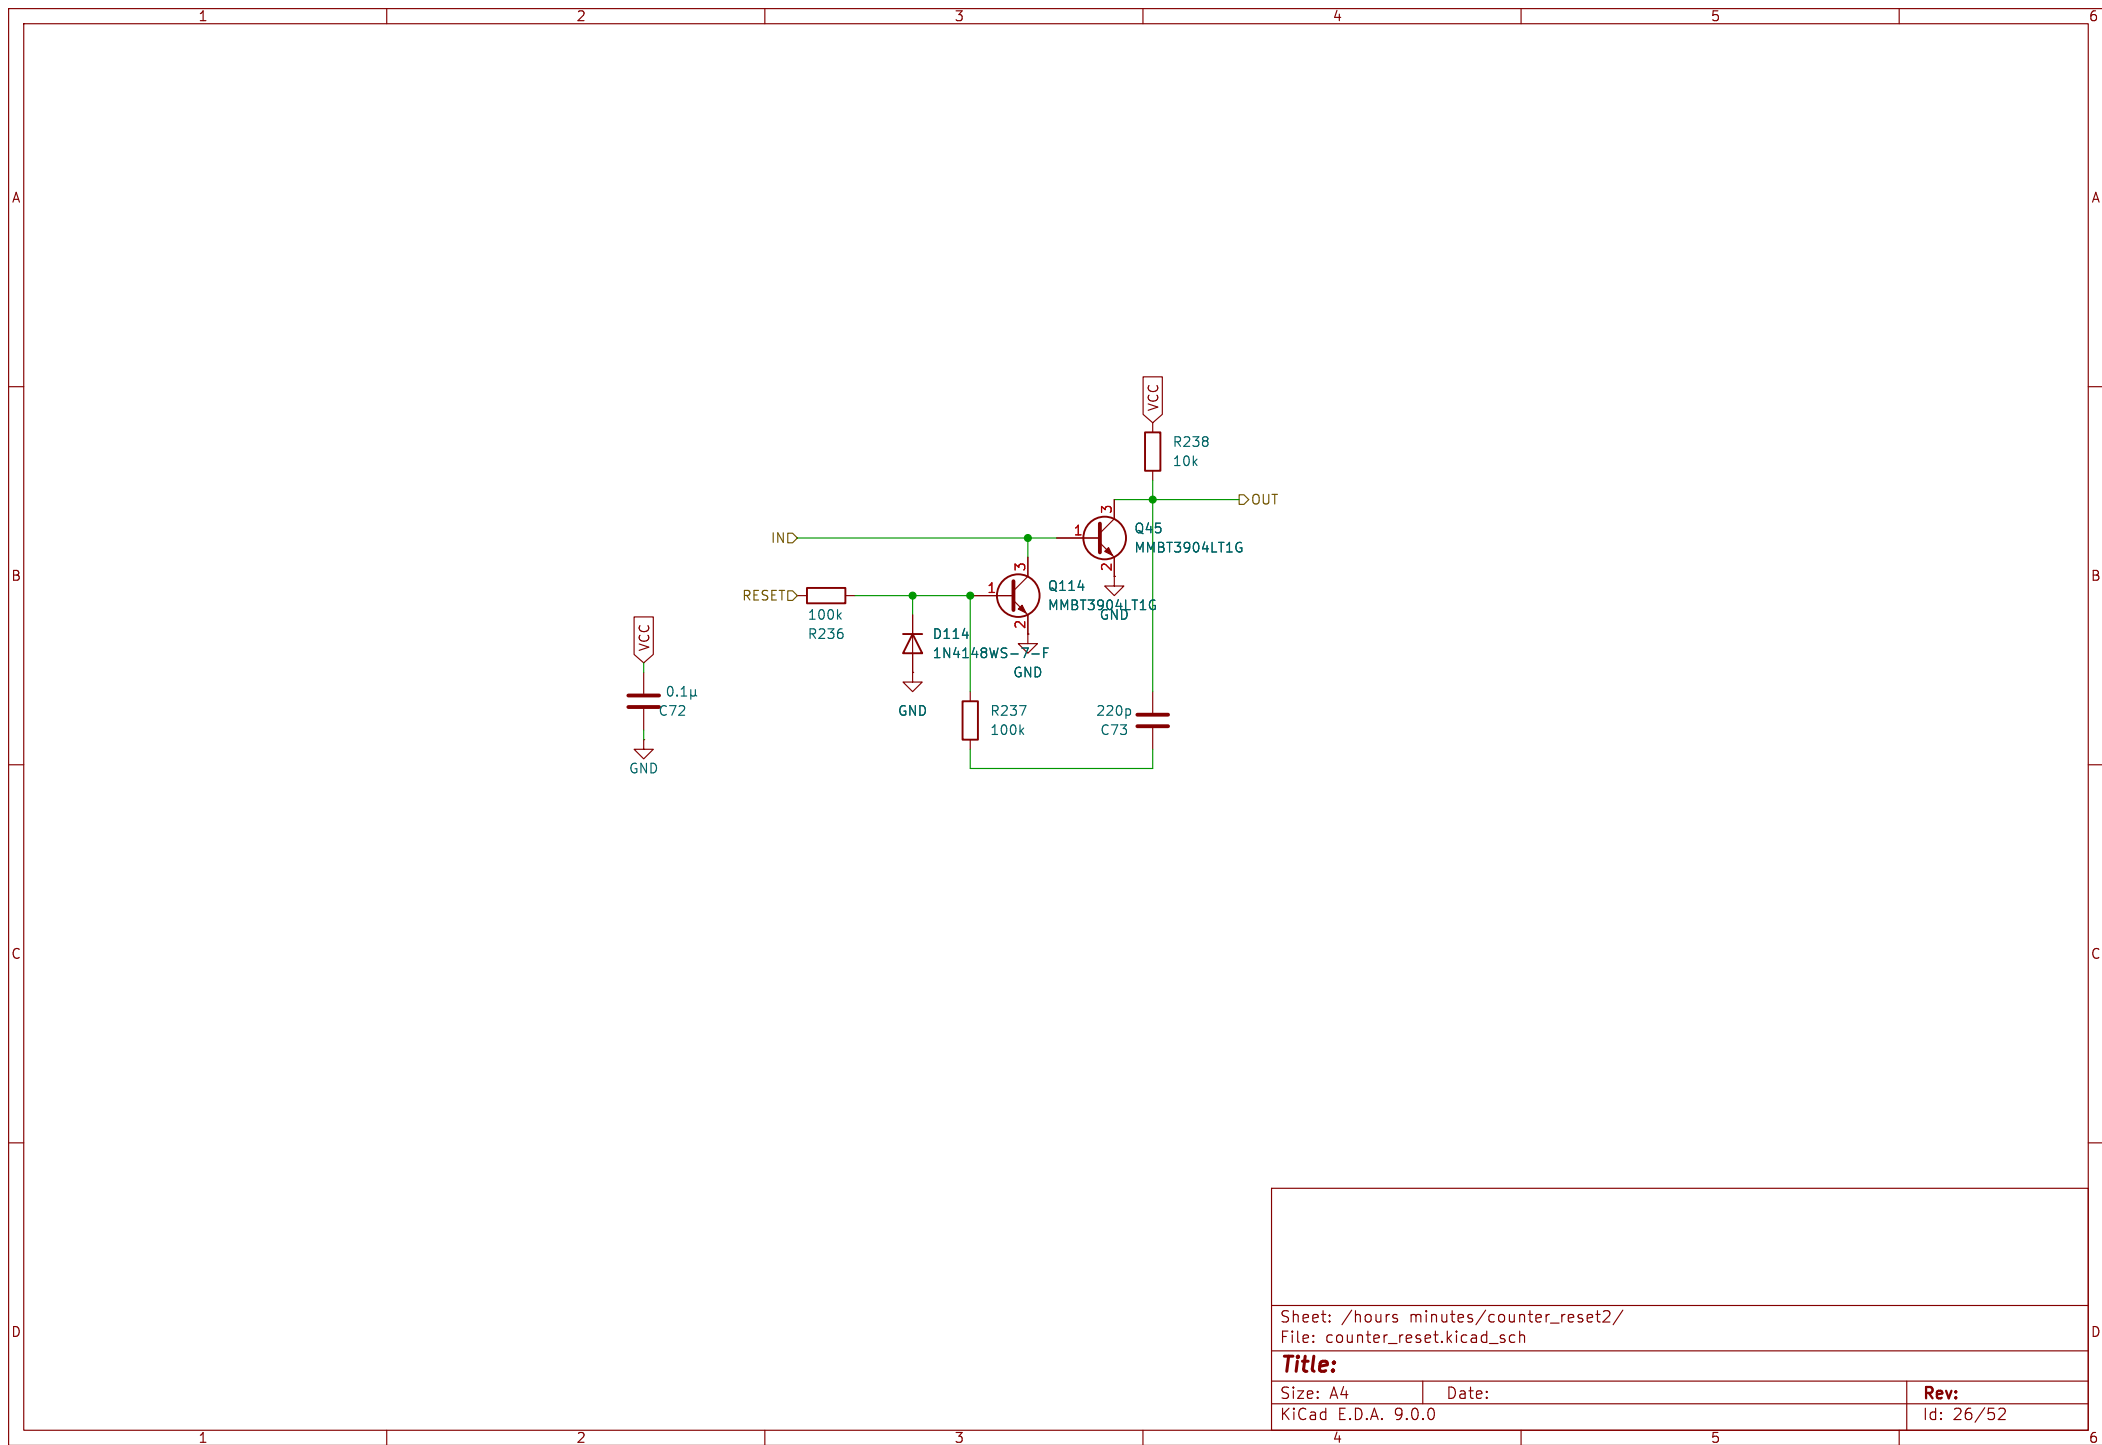 1 2 3 4 5 6
A A
VCC
R238
10k
OUT
3
IN
1
Q45
MMBT3904LT1G
2
GND
3
B B
RESET
1
Q114
MMBT3904LT1G
2
GND
100k
R236
D114
1N4148WS-7-F
GND
VCC
0.1µ
C72
GND
R237
100k
220p
C73
C C
D D
Sheet: /hours minutes/counter_reset2/
File: counter_reset.kicad_sch
Title:
Size: A4 Date: Rev:
KiCad E.D.A. 9.0.0 Id: 26/52
1 2 3 4 5 6